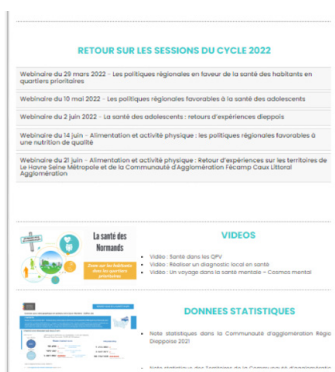 RETOUR SUR LES SESSIONS DU CYCLE 2022
Webinaire du 29 mars 2022 - Les politiques régionales en faveur de la santé des habitants en
quartiers prioritaires
Webinaire du 10 mai 2022 - Les politiques régionales favorables à la santé des adolescents
Webinaire du 2 juin 2022 - La santé des adolescents : retours d'expériences dieppois
Webinaire du 14 juin - Alimentation et activité physique : les politiques régionales favorables à
une nutrition de qualité
Webinaire du 21 juin - Alimentation et activité physique : Retour d'expériences sur les territoires de
Le Havre Seine Métropole et de la Communauté d'Agglomération Fécamp Caux Littoral
Agglomération
La santé des
Normands
VIDEOS
Vidéo : Santé dans les QPV
Vidéo : Réaliser un diagnostic local en santé
Vidéo : Un voyage dans la santé mentale - Cosmos mental
DONNEES STATISTIQUES
Note statistiques dans la Communauté d'agglomération Régio
Dieppoise 2021